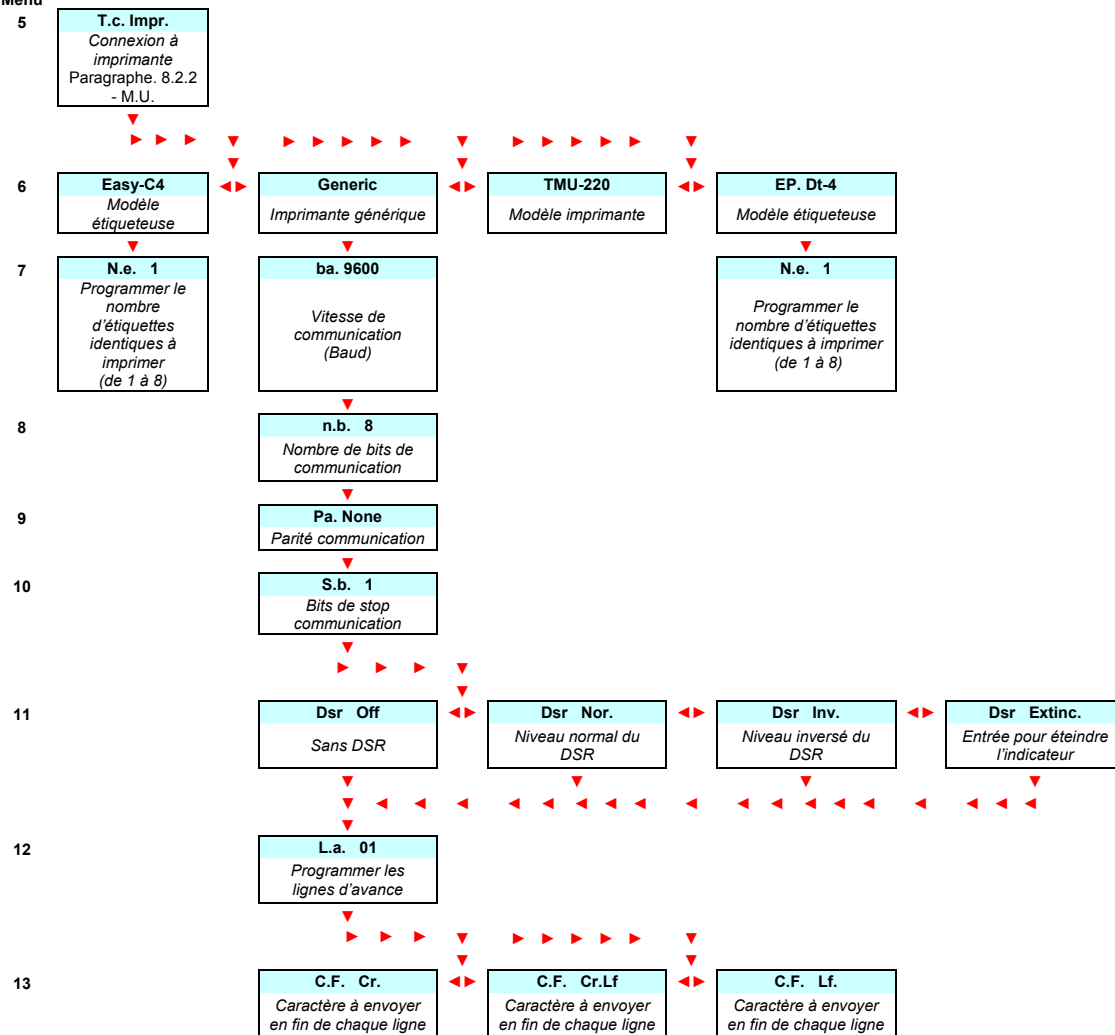 Menu
5
T.c. Impr.
Connexion à
imprimante
Paragraphe. 8.2.2
- M.U.
6
Easy-C4
Modèle
étiqueteuse
Generic
Imprimante générique
TMU-220
Modèle imprimante
EP. Dt-4
Modèle étiqueteuse
7
N.e. 1
Programmer le
nombre
d’étiquettes
identiques à
imprimer
(de 1 à 8)
ba. 9600
Vitesse de
communication
(Baud)
N.e. 1
Programmer le
nombre d’étiquettes
identiques à imprimer
(de 1 à 8)
8
n.b. 8
Nombre de bits de
communication
9
Pa. None
Parité communication
10
S.b. 1
Bits de stop
communication
11
Dsr Off
Sans DSR
Dsr Nor.
Niveau normal du
DSR
Dsr Inv.
Niveau inversé du
DSR
Dsr Extinc.
Entrée pour éteindre
l’indicateur
12
L.a. 01
Programmer les
lignes d’avance
13
C.F. Cr.
Caractère à envoyer
en fin de chaque ligne
C.F. Cr.Lf
Caractère à envoyer
en fin de chaque ligne
C.F. Lf.
Caractère à envoyer
en fin de chaque ligne